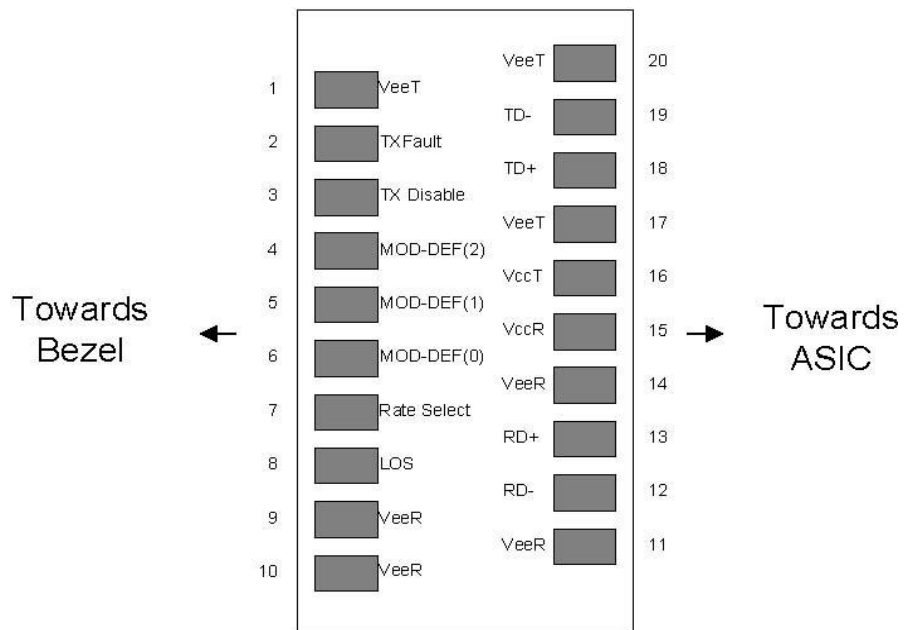 VeeT 20
1 VeeT
TD- 19
2 TXFault
TD+ 18
3 TX Disable
VeeT 17
4 MOD-DEF(2)
VccT 16
5 MOD-DEF(1)
Towards
Bezel
VccR 15
Towards
ASIC
6 MOD-DEF(0)
VeeR 14
7 Rate Select
RD+ 13
8 LOS
RD- 12
9 VeeR
VeeR 11
10 VeeR